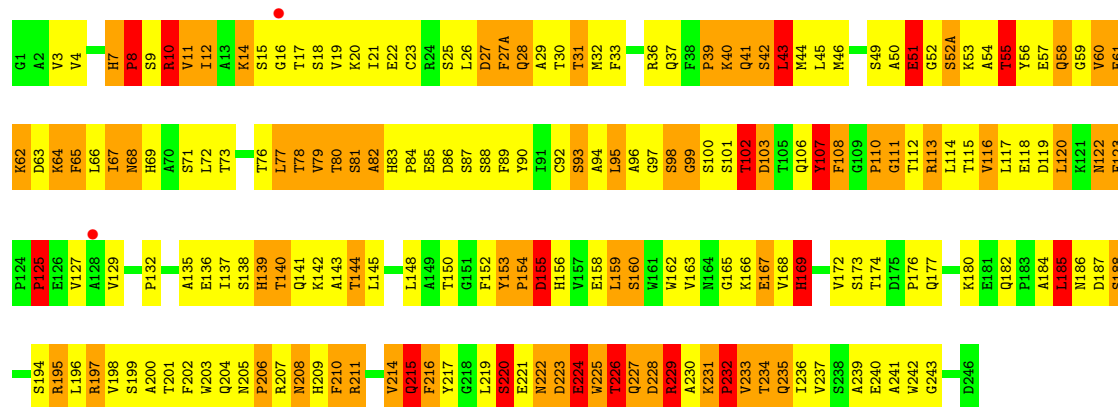 G1 A2 V3 V4 H7 P8 S9 R10 V11 I12 A13 K14 S15 G16 T17 S18 V19 K20 I21 E22 C23 R24 S25 L26 D27 F27A Q28 A29 T30 T31 M32 F33 R36 Q37 F38 P39 K40 Q41 S42 L43 M44 L45 M46 S49 A50 E51 G52 S52A K53 A54 T55 Y56 E57 Q58 G59 V60 E61
K62 D63 K64 F65 L66 I67 N68 H69 A70 S71 L72 T73 T76 L77 T78 V79 T80 S81 A82 H83 P84 E85 D86 S87 S88 F89 Y90 I91 C92 S93 A94 L95 A96 G97 S98 G99 S100 S101 T102 D103 T105 Q106 Y107 F108 G109 P110 G111 T112 R113 L114 T115 V116 L117 E118 D119 L120 K121 N122
P124 P125 E126 V127 A128 V129 P132 A135 E136 I137 S138 H139 T140 Q141 K142 A143 T144 L145 L148 A149 T150 G151 F152 Y153 P154 D155 H156 V157 E158 L159 S160 W161 W162 V163 N164 G165 K166 E167 V168 H169 V172 S173 T174 D175 P176 Q177 K180 E181 Q182 P183 A184 L185 N186 D187 S188
S194 R195 L196 R197 V198 S199 A200 T201 F202 W203 Q204 N205 P206 R207 N208 H209 F210 R211 V214 Q215 F216 Y217 G218 L219 S220 E221 N222 D223 E224 W225 T226 Q227 D228 R229 A230 K231 P232 V233 T234 Q235 I236 V237 S238 A239 E240 A241 W242 G243 D246